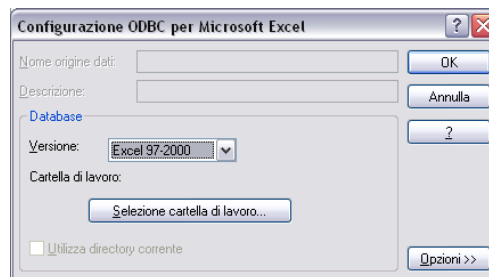 Configurazione ODBC per Microsoft Excel
Nome origine dati:
OK
Descrizione:
Annulla
Database
?
Versione: Excel 97-2000
Cartella di lavoro:
Selezione cartella di lavoro...
Utilizza directory corrente
Opzioni >>